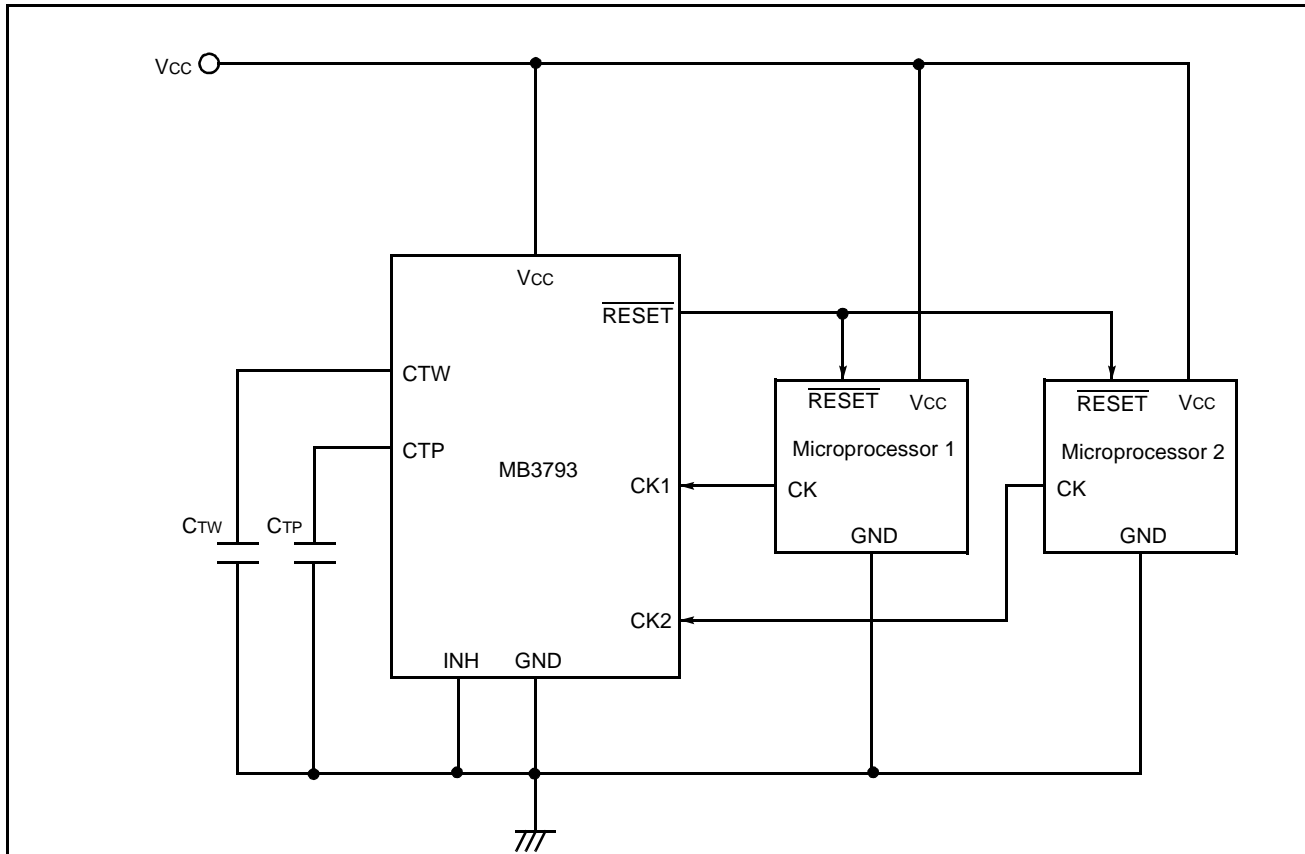 VCC
VCC
RESET
CTW
CTP
MB3793
CK1
CK2
INH GND
CTW CTP
RESET VCC
Microprocessor 1
CK
GND
RESET VCC
Microprocessor 2
CK
GND